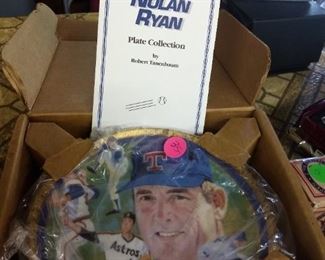 NOLAN
RYAN
Plate Collection
by
Robert Tanenbaum
T
Astros